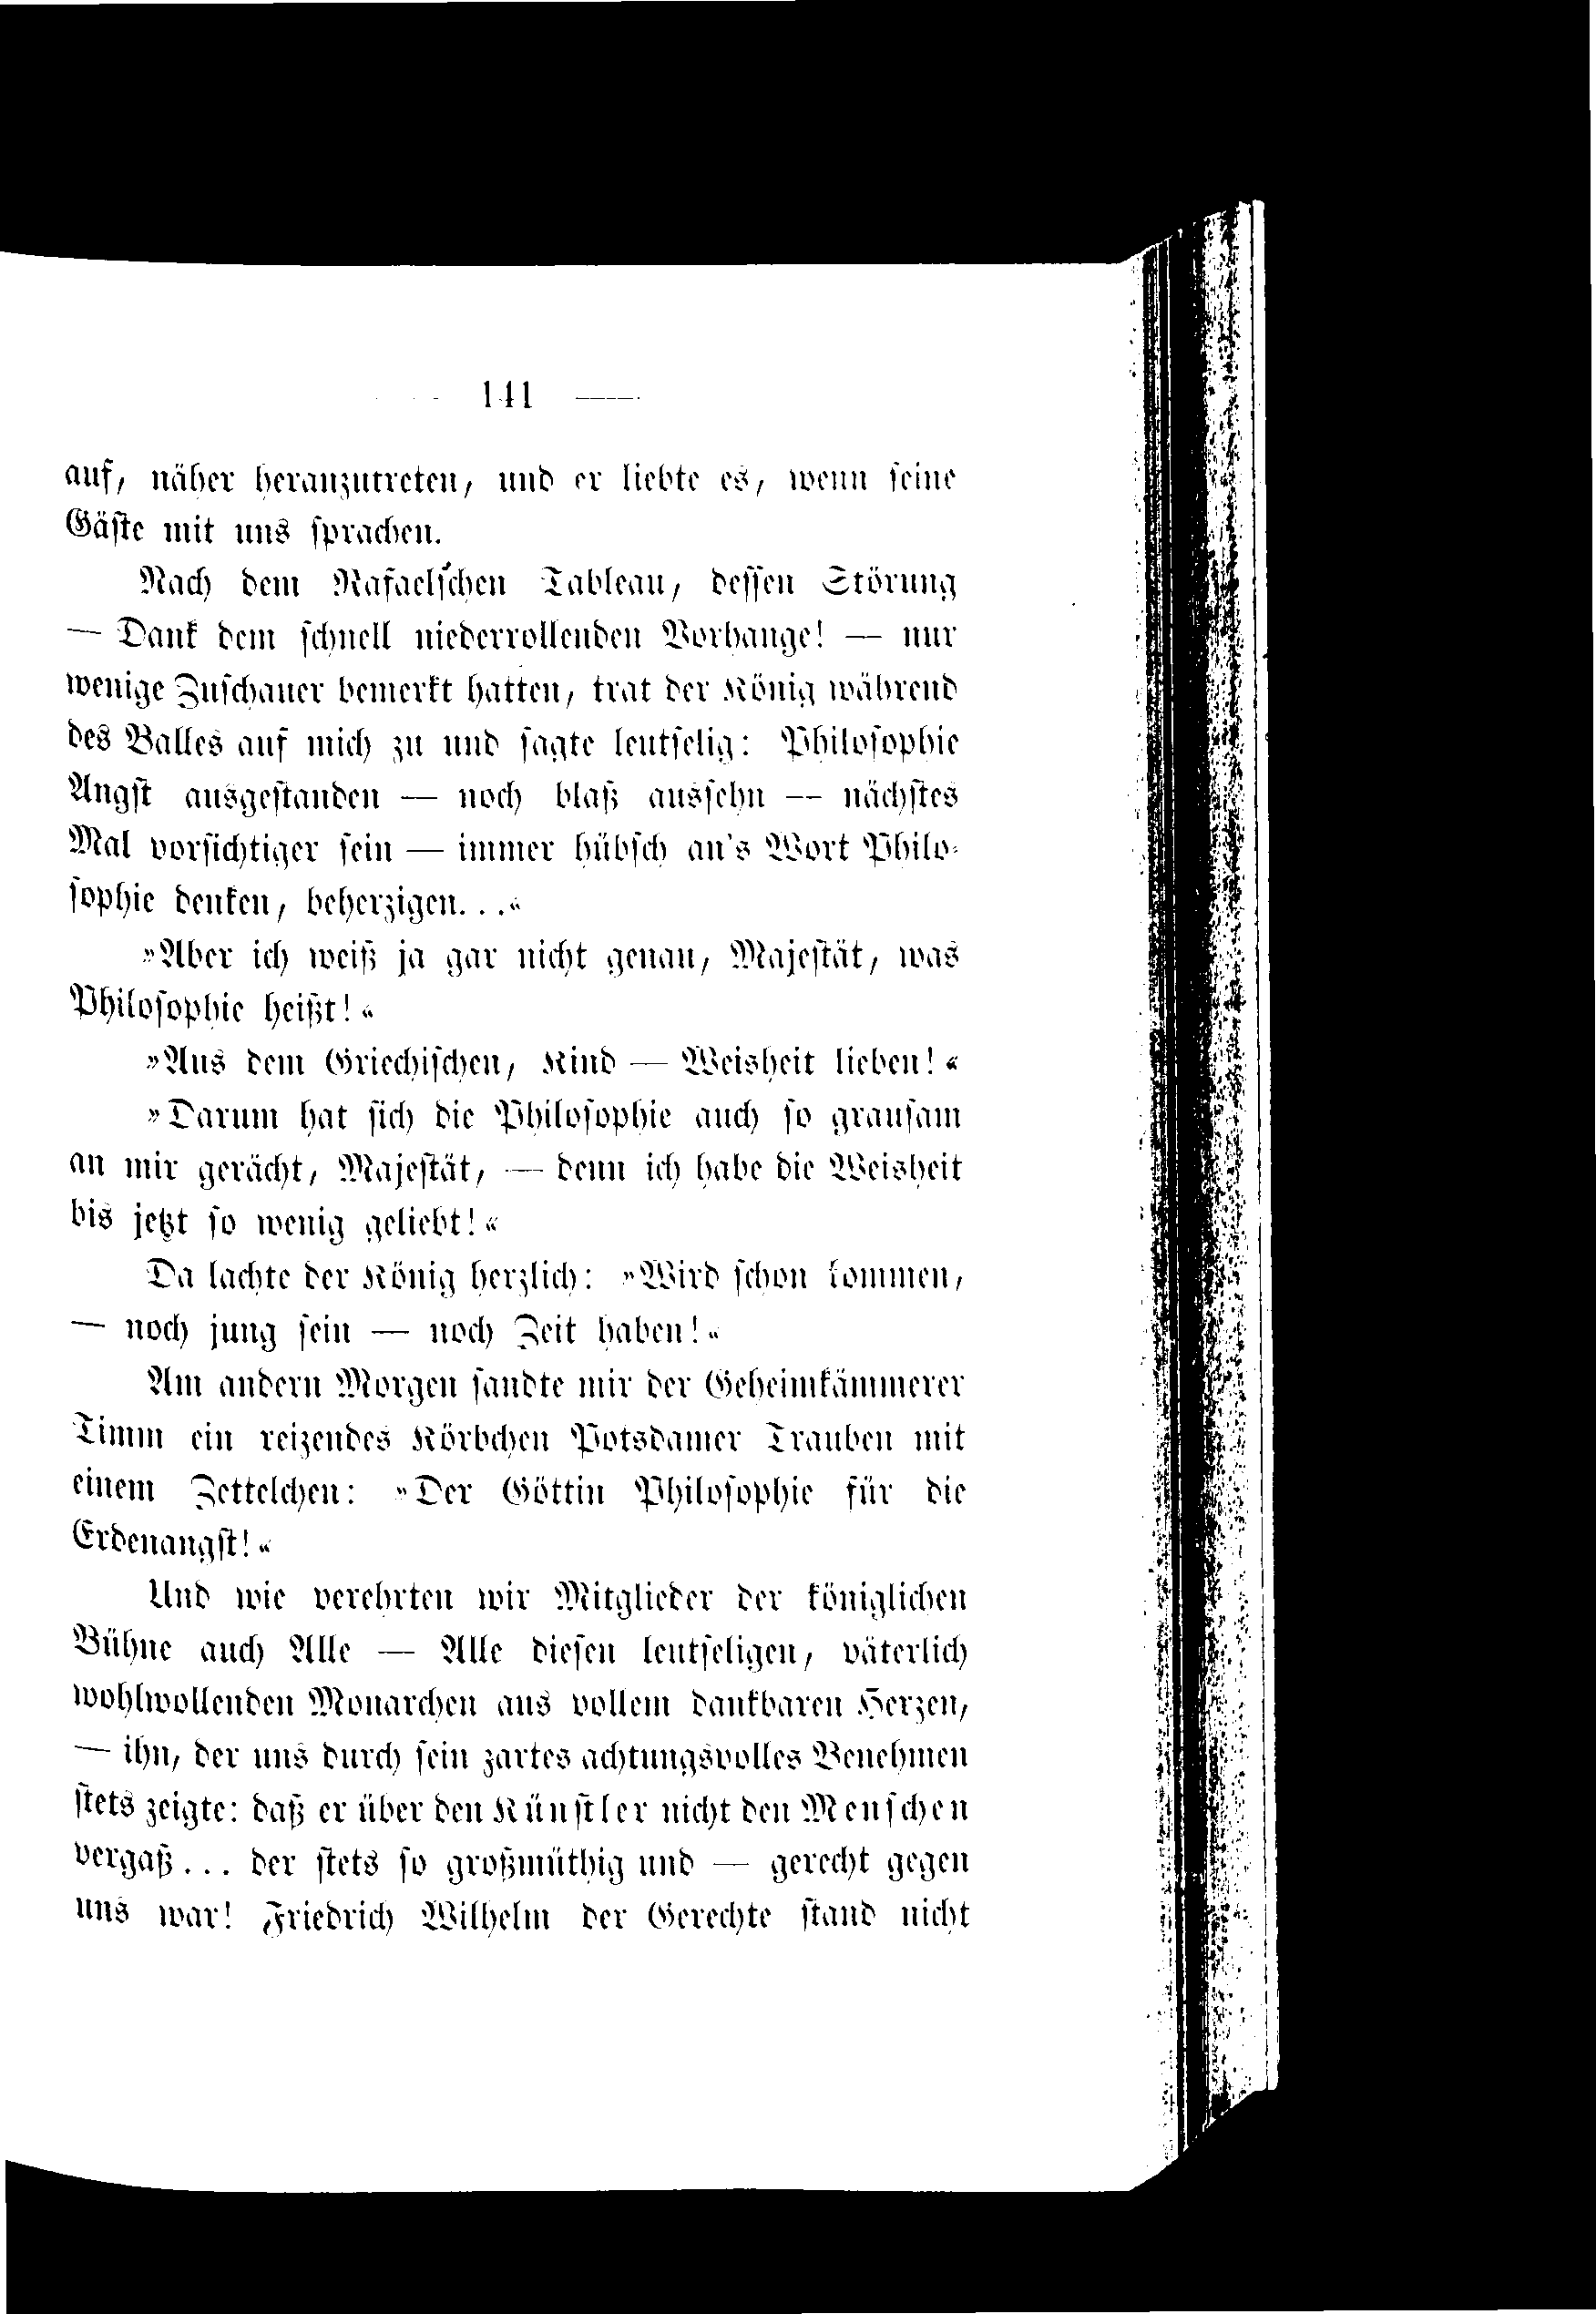 — 141 —
auf, näher heranzutreten, und er liebte es, wenn seine
Gäste mit uns sprachen.
Nach dem Rafaelschen Tableau, dessen Störung
— Dank dem schnell niederrollenden Vorhange! — nur
wenige Zuschauer bemerkt hatten, trat der König während
des Balles auf mich zu und sagte leutselig: Philosophie
Angst ausgestanden — noch blaß aussehn — nächstes
Mal vorsichtiger sein — immer hübsch an's Wort Philo-
sophie denken, beherzigen...«
»Aber ich weiß ja gar nicht genau, Majestät, was
Philosophie heißt!«
»Aus dem Griechischen, Kind — Weisheit lieben!«
»Darum hat sich die Philosophie auch so grausam
an mir gerächt, Majestät, — denn ich habe die Weisheit
bis jetzt so wenig geliebt!«
Da lachte der König herzlich: »Wird schon kommen,
— noch jung sein — noch Zeit haben!«
Am andern Morgen sandte mir der Geheimkämmerer
Timm ein reizendes Körbchen Potsdamer Trauben mit
einem Zettelchen: »Der Göttin Philosophie für die
Erdenangst!«
Und wie verehrten wir Mitglieder der königlichen
Bühne auch Alle — Alle diesen leutseligen, väterlich
wohlwollenden Monarchen aus vollem dankbaren Herzen,
— ihn, der uns durch sein zartes achtungsvolles Benehmen
stets zeigte: daß er über den Künstler nicht den Menschen
vergaß... der stets so großmüthig und — gerecht gegen
uns war! Friedrich Wilhelm der Gerechte stand nicht